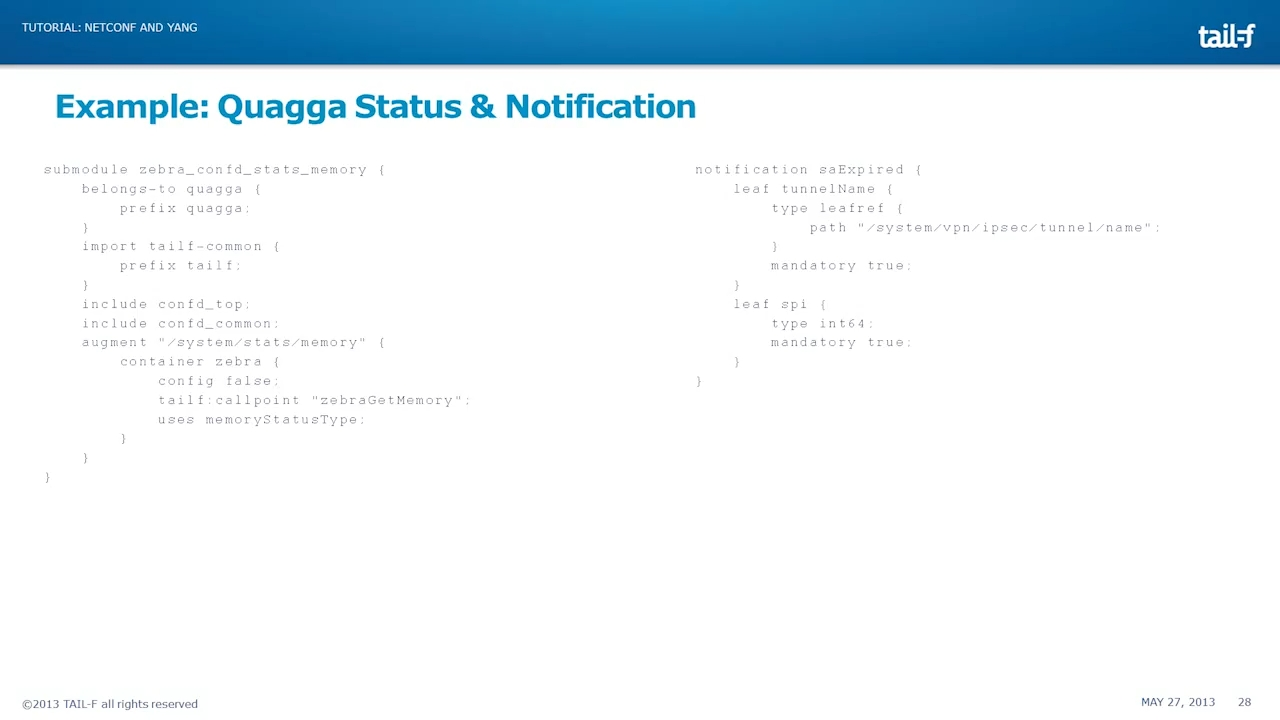 TUTORIAL: NETCONF AND YANG
tail-f
Example: Quagga Status & Notification
submodule zebra_confd_stats_memory {
belongs-to quagga {
prefix quagga;
}
import tailf-common {
prefix tailf;
}
include confd_top;
include confd_common;
augment "/system/stats/memory" {
container zebra {
config false;
tailf:callpoint "zebraGetMemory";
uses memoryStatusType;
}
}
}
notification saExpired {
leaf tunnelName {
type leafref {
path "/system/vpn/ipsec/tunnel/name";
}
mandatory true;
}
leaf spi {
type int64;
mandatory true;
}
}
©2013 TAIL-F all rights reserved
MAY 27, 2013
28